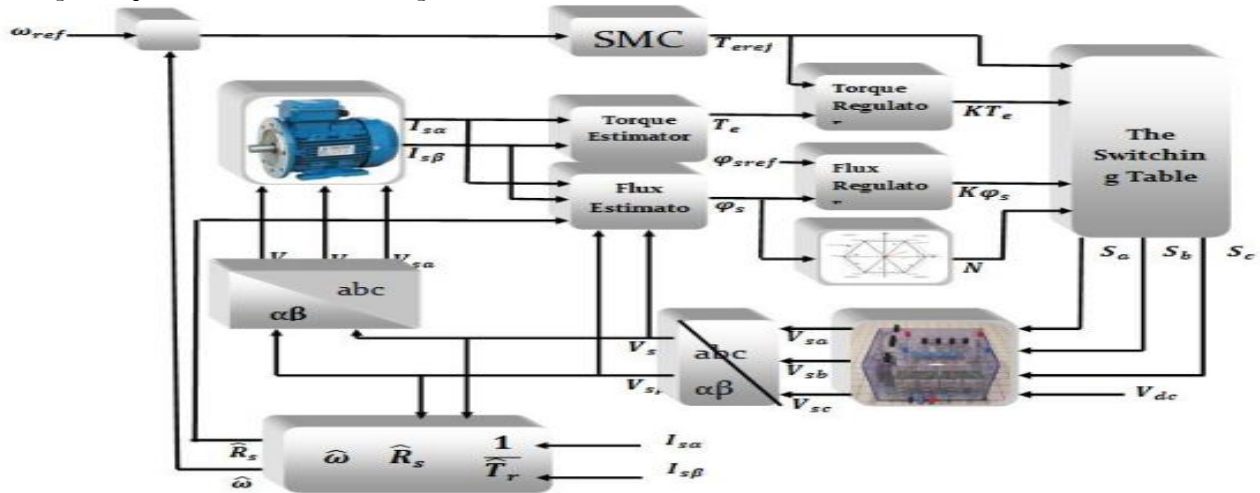 ω_ref
SMC
T_eref
Torque
Regulato
r
KT_e
The
Switchin
g Table
I_sα
I_sβ
Torque
Estimator
T_e
φ_sref
Flux
Regulato
r
Kφ_s
Flux
Estimato
φ_s
N
S_a S_b S_c
V V V_sa
abc
αβ
V_s
V_s
abc
αβ
V_sa
V_sb
V_sc
V_dc
R̂_s
ω̂
ω̂ R̂_s 1
T̂_r
I_sα
I_sβ